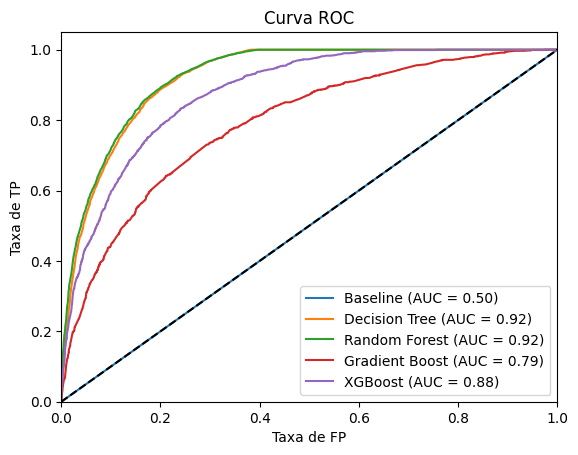 Curva ROC
Taxa de TP
1.0
0.8
0.6
0.4
0.2
0.0
Baseline (AUC = 0.50)
Decision Tree (AUC = 0.92)
Random Forest (AUC = 0.92)
Gradient Boost (AUC = 0.79)
XGBoost (AUC = 0.88)
0.0 0.2 0.4 0.6 0.8 1.0
Taxa de FP